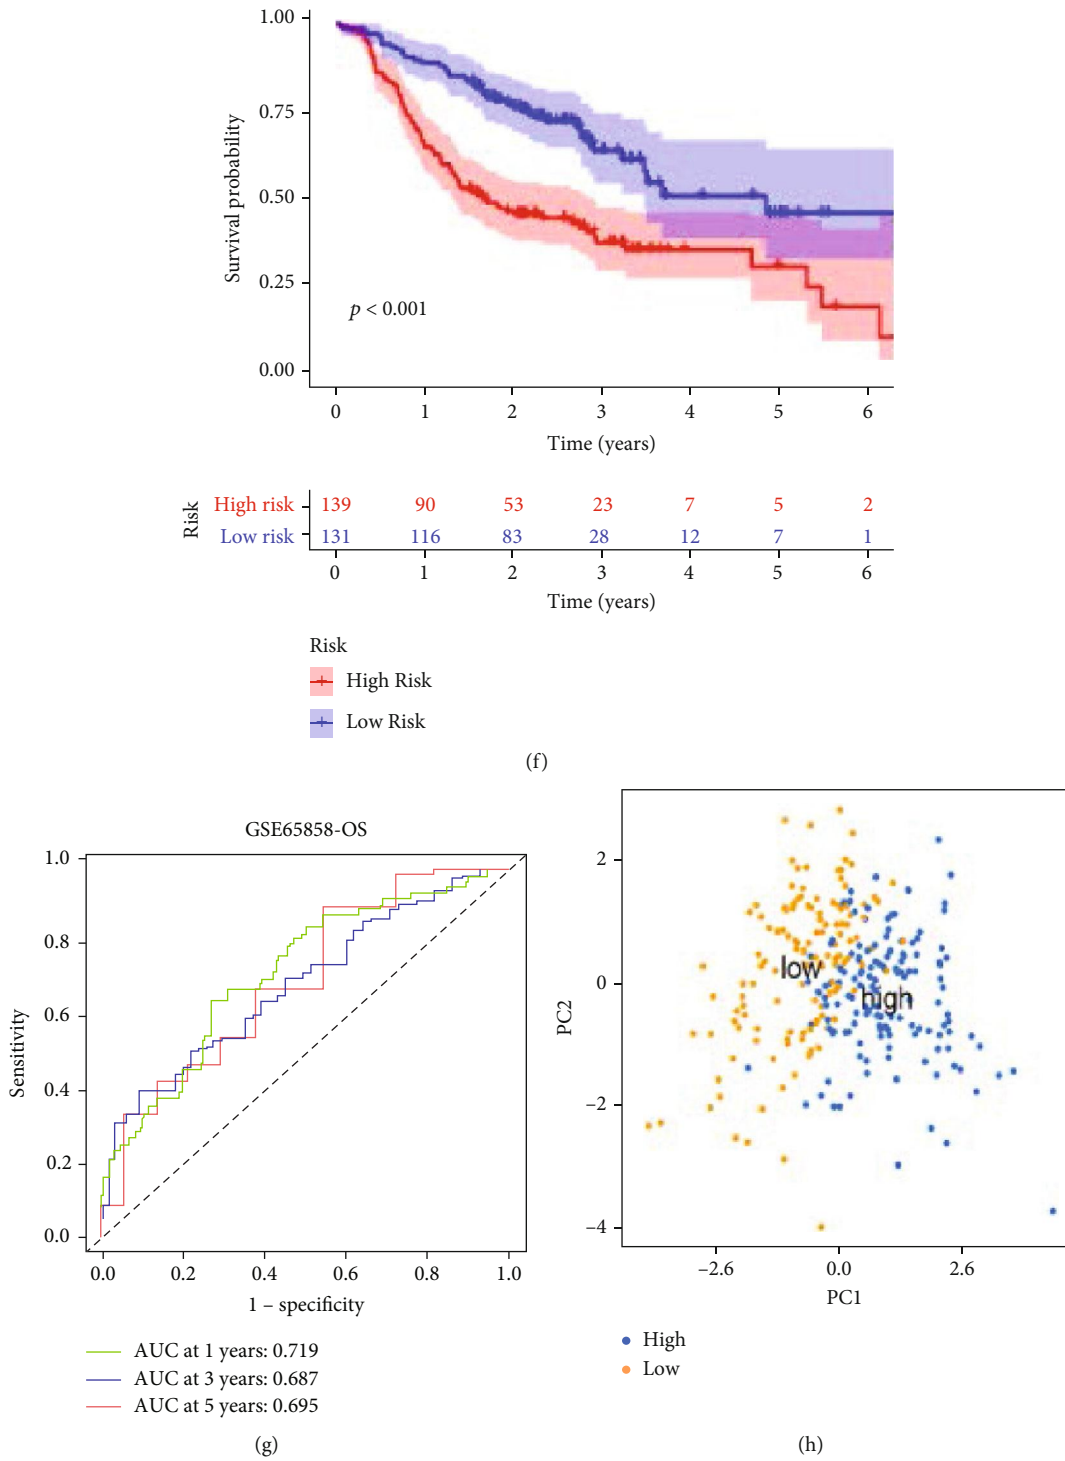 1.00
0.75
0.50
0.25
0.00
Survival probability
p < 0.001
0 1 2 3 4 5 6
Time (years)
Risk
High risk 139 90 53 23 7 5 2
Low risk 131 116 83 28 12 7 1
0 1 2 3 4 5 6
Time (years)
Risk
High Risk
Low Risk
(f)
GSE65858-OS
1.0
0.8
0.6
0.4
0.2
0.0
Sensitivity
0.0 0.2 0.4 0.6 0.8 1.0
1 – specificity
AUC at 1 years: 0.719
AUC at 3 years: 0.687
AUC at 5 years: 0.695
(g)
2
0
–2
–4
PC2
low
high
–2.6 0.0 2.6
PC1
High
Low
(h)